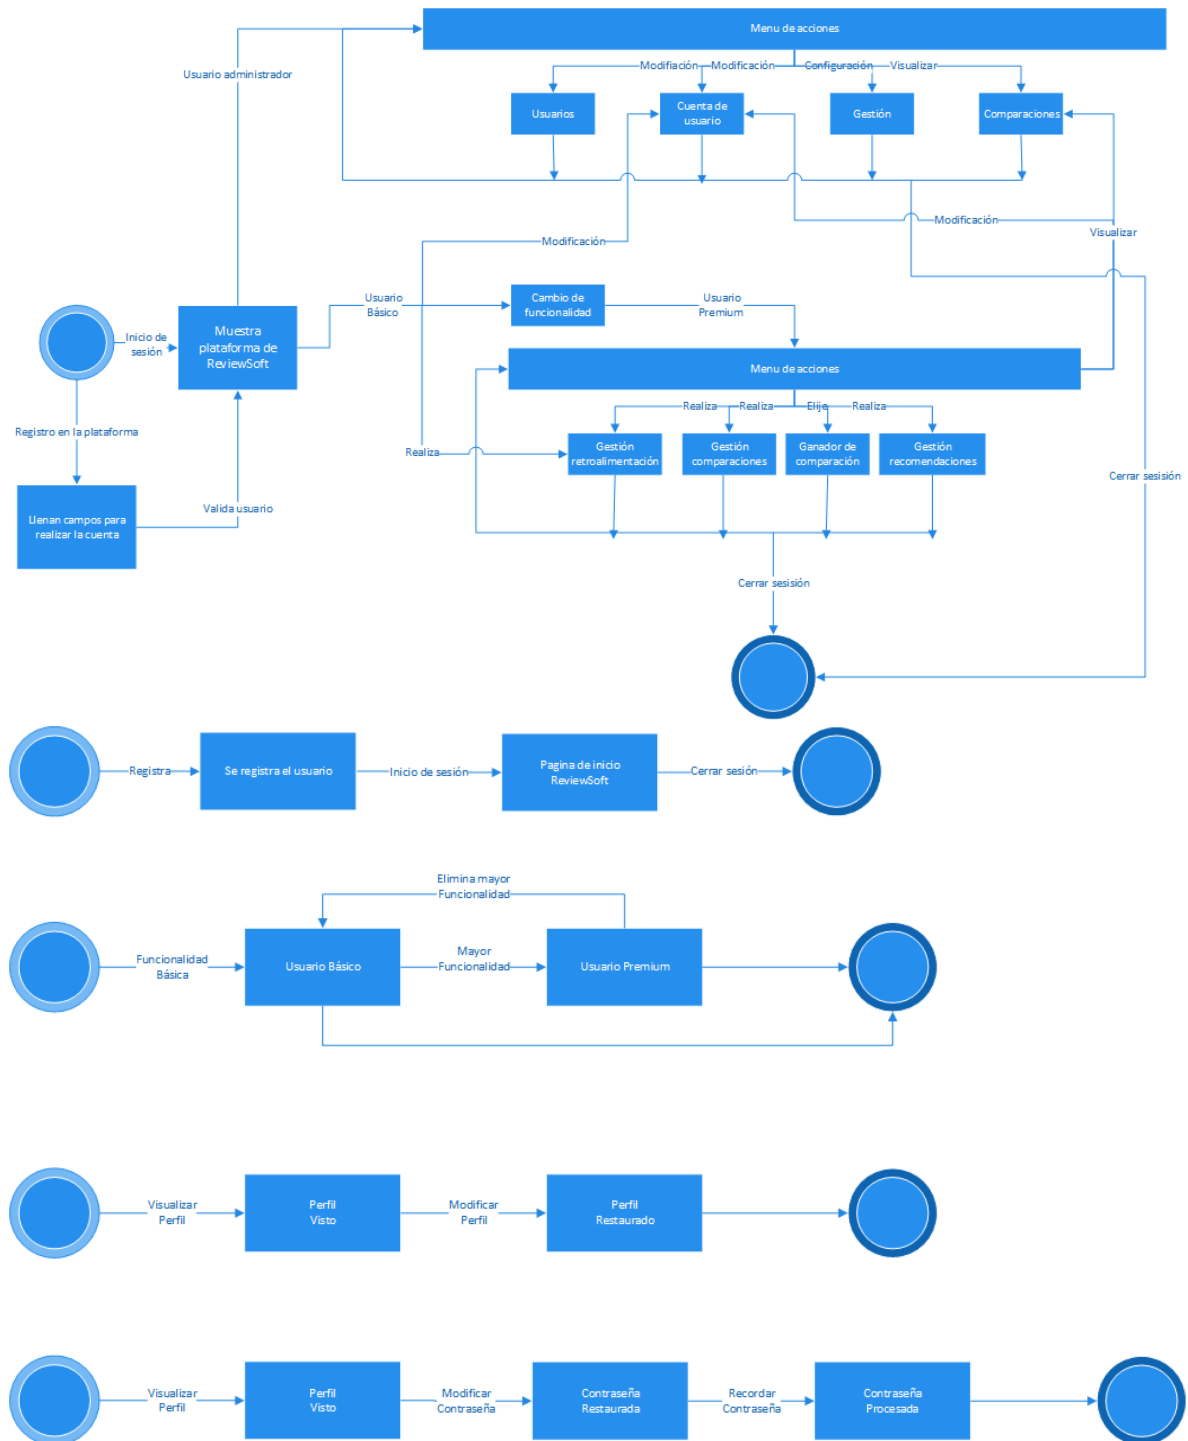 Menu de acciones
Usuario administrador
Modifiación
Modificación
Configuración
Visualizar
Usuarios
Cuenta de
usuario
Gestión
Comparaciones
Modificación
Visualizar
Modificación
Usuario
Básico
Cambio de
funcionalidad
Usuario
Premium
Inicio de
sesión
Muestra
plataforma de
ReviewSoft
Menu de acciones
Realiza
Realiza
Elije
Realiza
Registro en la plataforma
Realiza
Gestión
retroalimentación
Gestión
comparaciones
Ganador de
comparación
Gestión
recomendaciones
Cerrar sesisión
Valida usuario
Llenan campos para
realizar la cuenta
Cerrar sesisión
Registra
Se registra el usuario
Inicio de sesión
Pagina de inicio
ReviewSoft
Cerrar sesión
Elimina mayor
Funcionalidad
Funcionalidad
Básica
Usuario Básico
Mayor
Funcionalidad
Usuario Premium
Visualizar
Perfil
Perfil
Visto
Modificar
Perfil
Perfil
Restaurado
Visualizar
Perfil
Perfil
Visto
Modificar
Contraseña
Contraseña
Restaurada
Recordar
Contraseña
Contraseña
Procesada